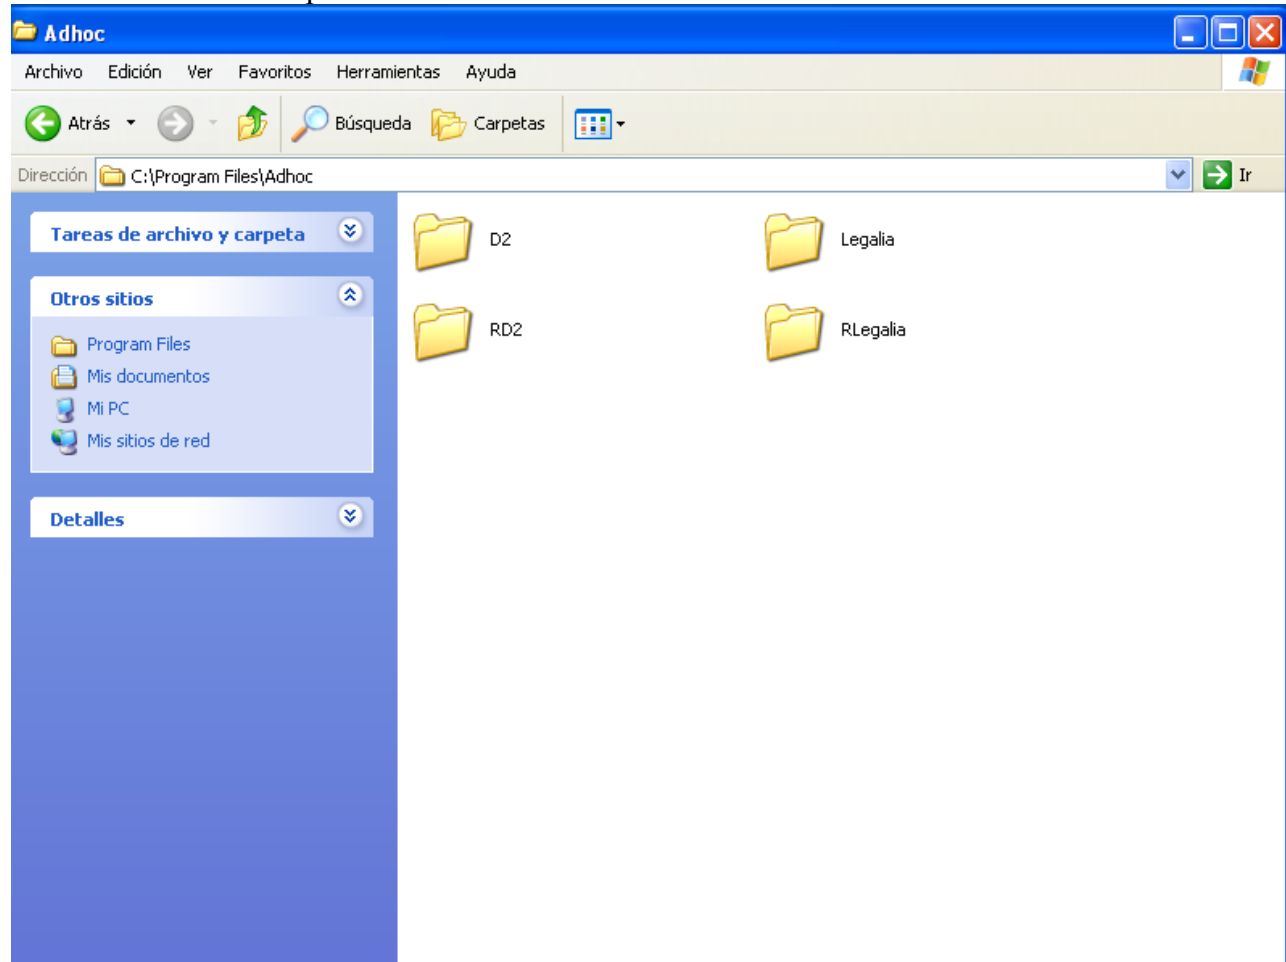 Adhoc
Archivo Edición Ver Favoritos Herramientas Ayuda
Atrás Búsqueda Carpetas
Dirección C:\Program Files\Adhoc Ir
Tareas de archivo y carpeta
Otros sitios
Program Files
Mis documentos
Mi PC
Mis sitios de red
Detalles
D2 Legalia
RD2 RLegalia